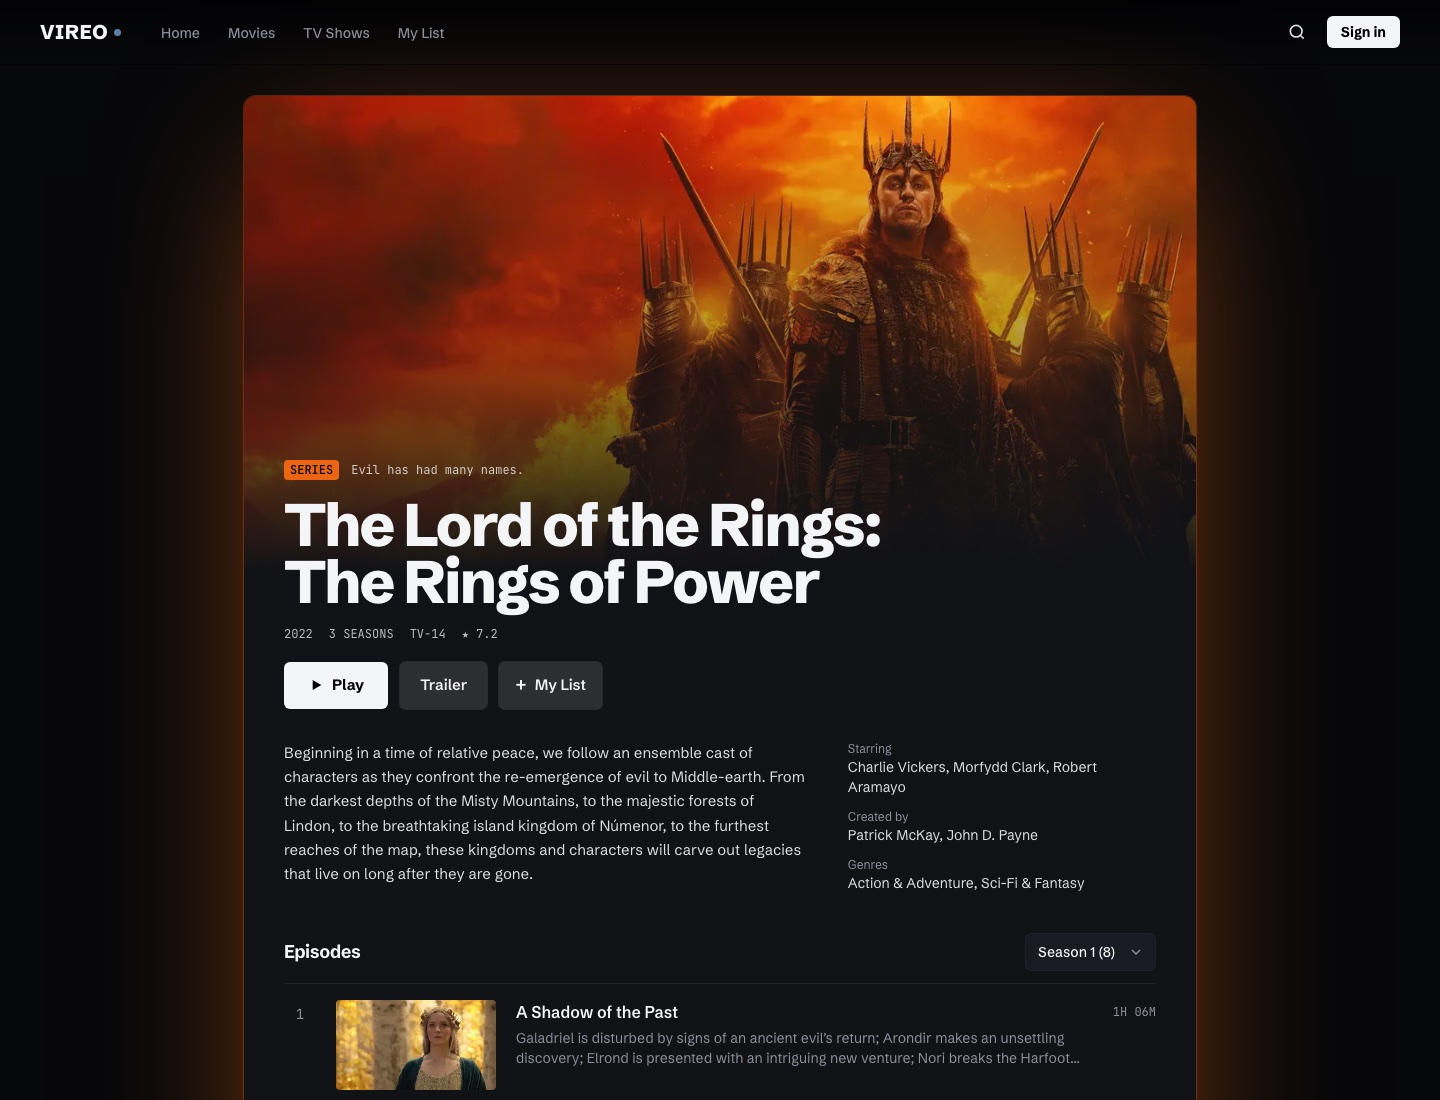 VIREO
Home
Movies
TV Shows
My List
Sign in
SERIES
Evil has had many names.
The Lord of the Rings:
The Rings of Power
2022 3 SEASONS TV-14 ★ 7.2
Play
Trailer
+ My List
Beginning in a time of relative peace, we follow an ensemble cast of
characters as they confront the re-emergence of evil to Middle-earth. From
the darkest depths of the Misty Mountains, to the majestic forests of
Lindon, to the breathtaking island kingdom of Númenor, to the furthest
reaches of the map, these kingdoms and characters will carve out legacies
that live on long after they are gone.
Starring
Charlie Vickers, Morfydd Clark, Robert
Aramayo
Created by
Patrick McKay, John D. Payne
Genres
Action & Adventure, Sci-Fi & Fantasy
Episodes
Season 1 (8)
1
A Shadow of the Past
1H 06M
Galadriel is disturbed by signs of an ancient evil’s return; Arondir makes an unsettling
discovery; Elrond is presented with an intriguing new venture; Nori breaks the Harfoot…